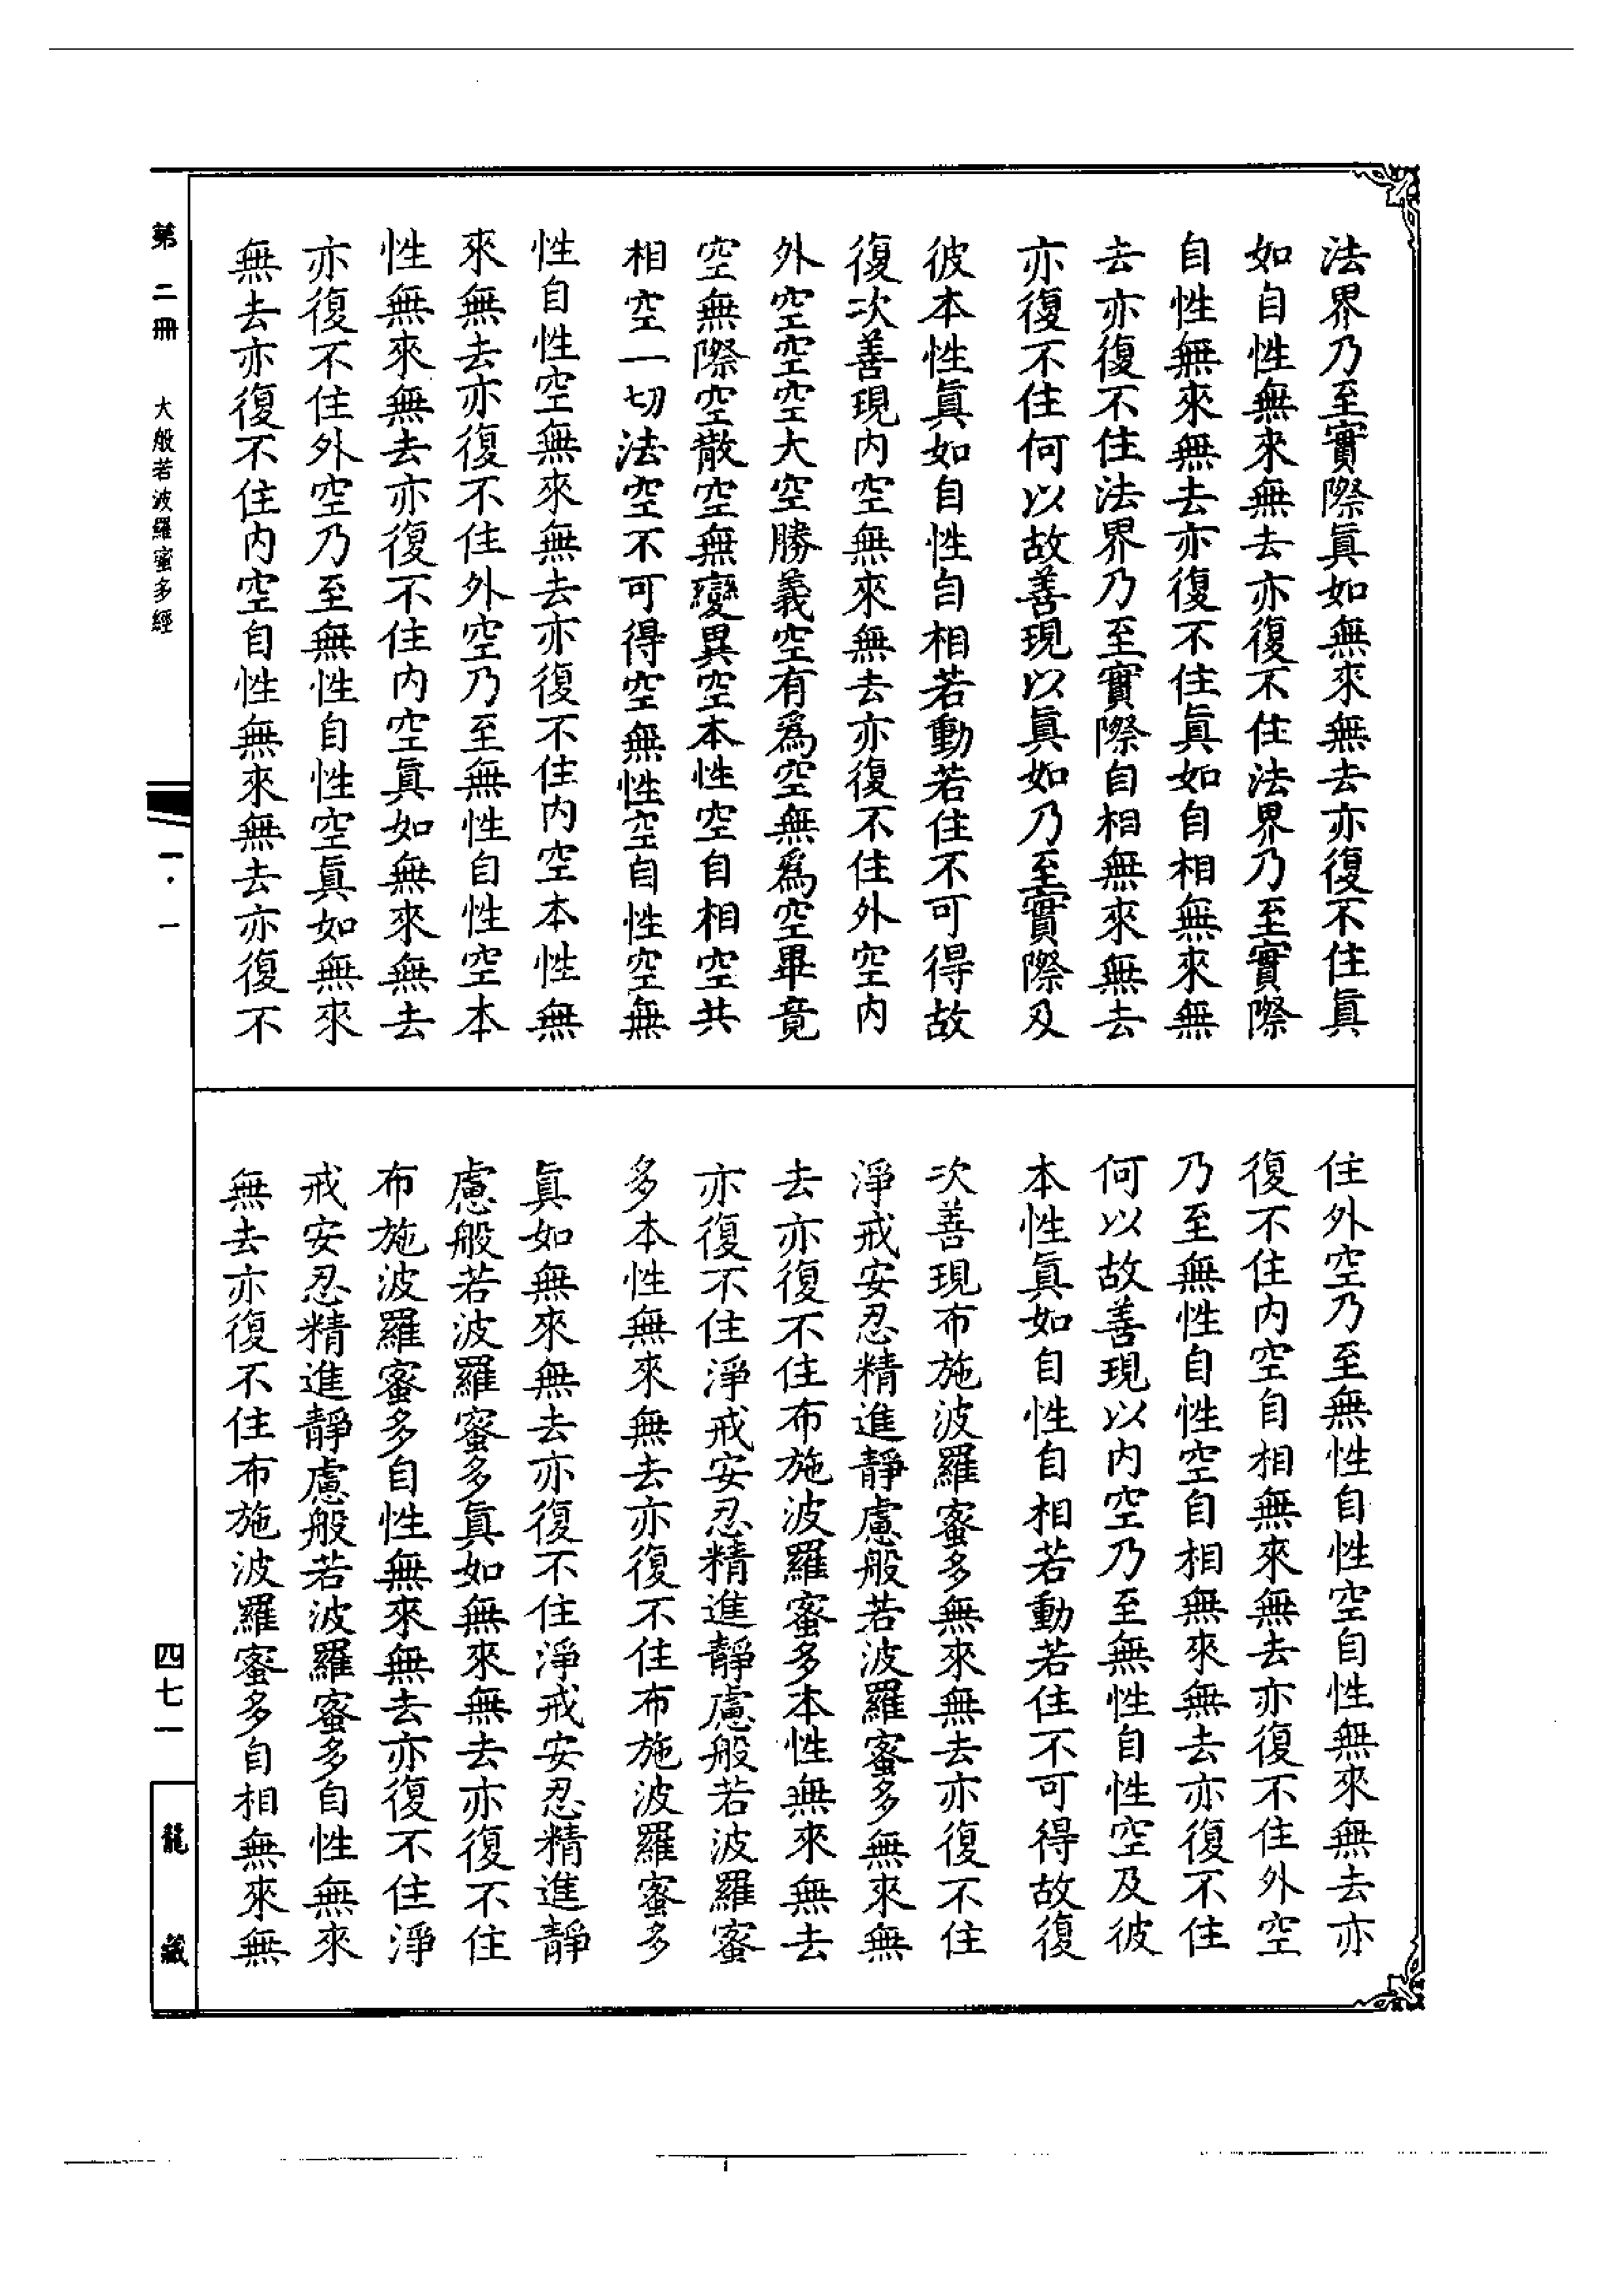 法界乃至實際眞如無來無去亦復不住眞
如自性無來無去亦復不住法界乃至實際
自性無來無去亦復不住眞如自相無來無
去亦復不住法界乃至實際自相無來無去
亦復不住何以故善現以眞如乃至實際及
彼本性眞如自性自相若動若住不可得故
復次善現內空無來無去亦復不住外空內
外空空空大空勝義空有爲空無爲空畢竟
空無際空散空無變異空本性空自相空共
相空一切法空不可得空無性空自性空無
性自性空無來無去亦復不住內空本性無
來無去亦復不住外空乃至無性自性空本
性無來無去亦復不住內空眞如無來無去
亦復不住外空乃至無性自性空眞如無來
無去亦復不住內空自性無來無去亦復不
住外空乃至無性自性空自性無來無去亦
復不住內空自相無來無去亦復不住外空
乃至無性自性空自相無來無去亦復不住
何以故善現以內空乃至無性自性空及彼
本性眞如自性自相若動若住不可得故復
次善現布施波羅蜜多無來無去亦復不住
淨戒安忍精進靜慮般若波羅蜜多無來無
去亦復不住布施波羅蜜多本性無來無去
亦復不住淨戒安忍精進靜慮般若波羅蜜
多本性無來無去亦復不住布施波羅蜜多
眞如無來無去亦復不住淨戒安忍精進靜
慮般若波羅蜜多眞如無來無去亦復不住
布施波羅蜜多自性無來無去亦復不住淨
戒安忍精進靜慮般若波羅蜜多自性無來
無去亦復不住布施波羅蜜多自相無來無
第二冊 大般若波羅蜜多經 一·一 四七一 龍藏